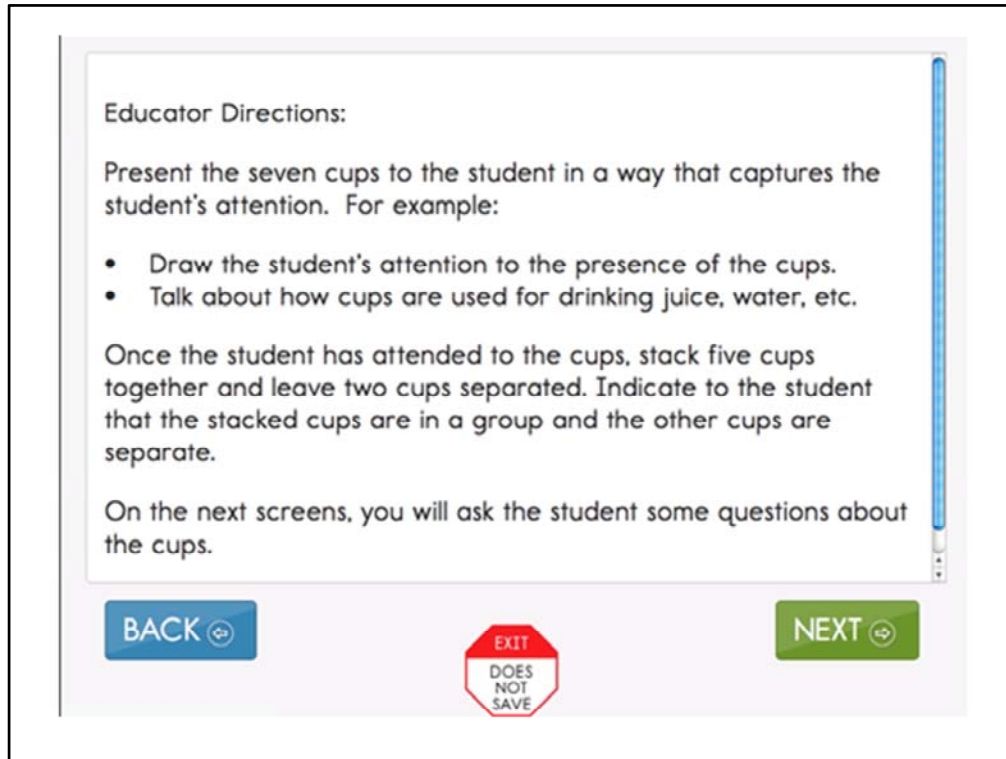 Educator Directions:
Present the seven cups to the student in a way that captures the
student's attention.  For example:
•    Draw the student's attention to the presence of the cups.
•    Talk about how cups are used for drinking juice, water, etc.
Once the student has attended to the cups, stack five cups
together and leave two cups separated. Indicate to the student
that the stacked cups are in a group and the other cups are
separate.
On the next screens, you will ask the student some questions about
the cups.
BACK
NEXT
EXIT
DOES
NOT
SAVE